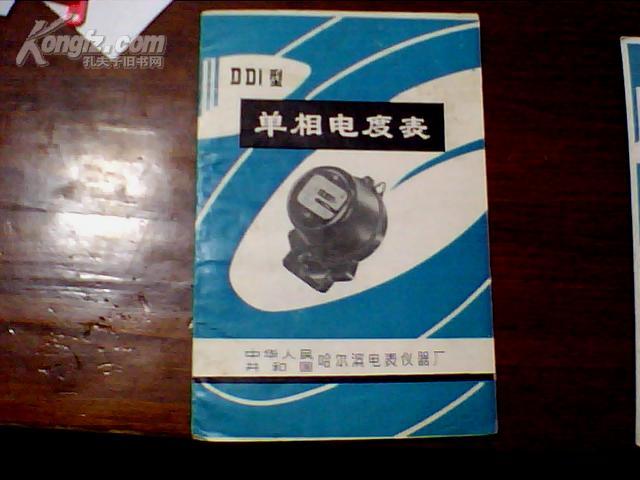 Kongfz.com
孔夫子旧书网
DD1型
单相电度表
中华人民
共和国
哈尔滨电表仪器厂